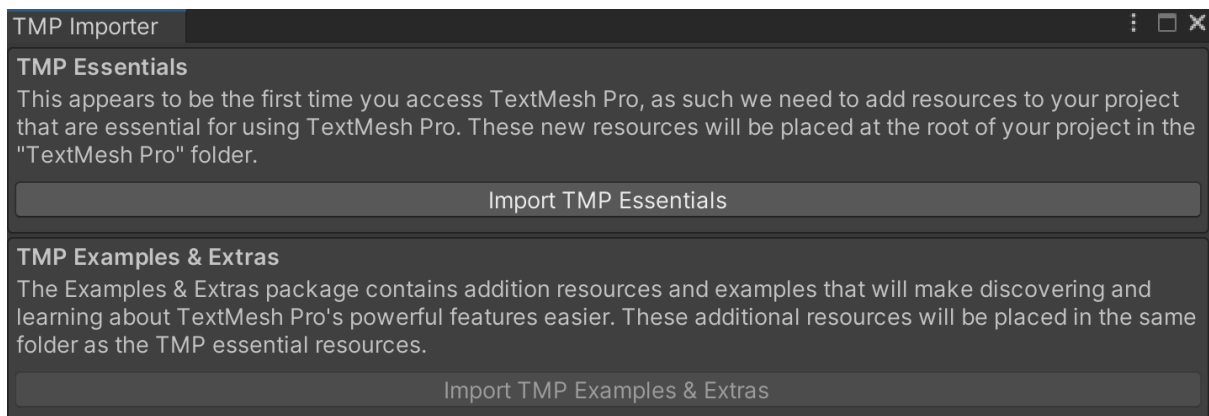 TMP Importer
TMP Essentials
This appears to be the first time you access TextMesh Pro, as such we need to add resources to your project
that are essential for using TextMesh Pro. These new resources will be placed at the root of your project in the
"TextMesh Pro" folder.
Import TMP Essentials
TMP Examples & Extras
The Examples & Extras package contains addition resources and examples that will make discovering and
learning about TextMesh Pro's powerful features easier. These additional resources will be placed in the same
folder as the TMP essential resources.
Import TMP Examples & Extras